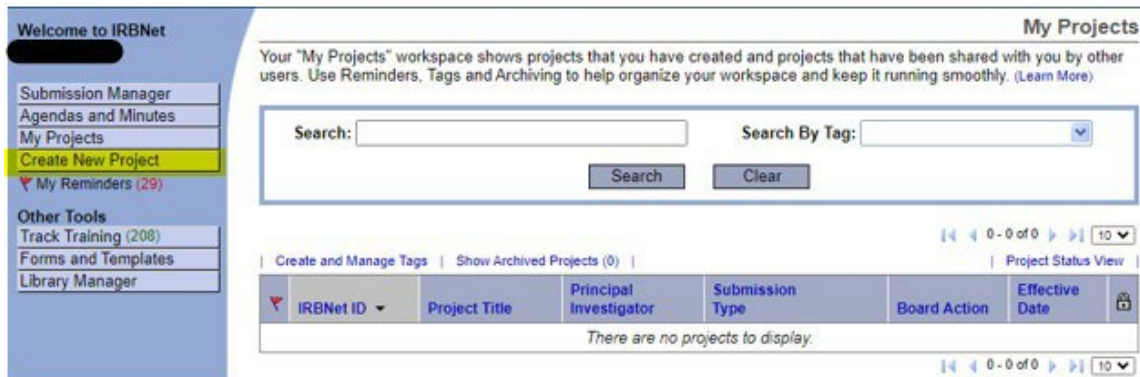 Welcome to IRBNet
Submission Manager
Agendas and Minutes
My Projects
Create New Project
My Reminders (29)
Other Tools
Track Training (208)
Forms and Templates
Library Manager
My Projects
Your "My Projects" workspace shows projects that you have created and projects that have been shared with you by other
users. Use Reminders, Tags and Archiving to help organize your workspace and keep it running smoothly. (Learn More)
Search: Search By Tag:
Search Clear
0 - 0 of 0 10
| Create and Manage Tags | Show Archived Projects (0) | | Project Status View |
IRBNet ID Project Title Principal Investigator Submission Type Board Action Effective Date
There are no projects to display.
0 - 0 of 0 10